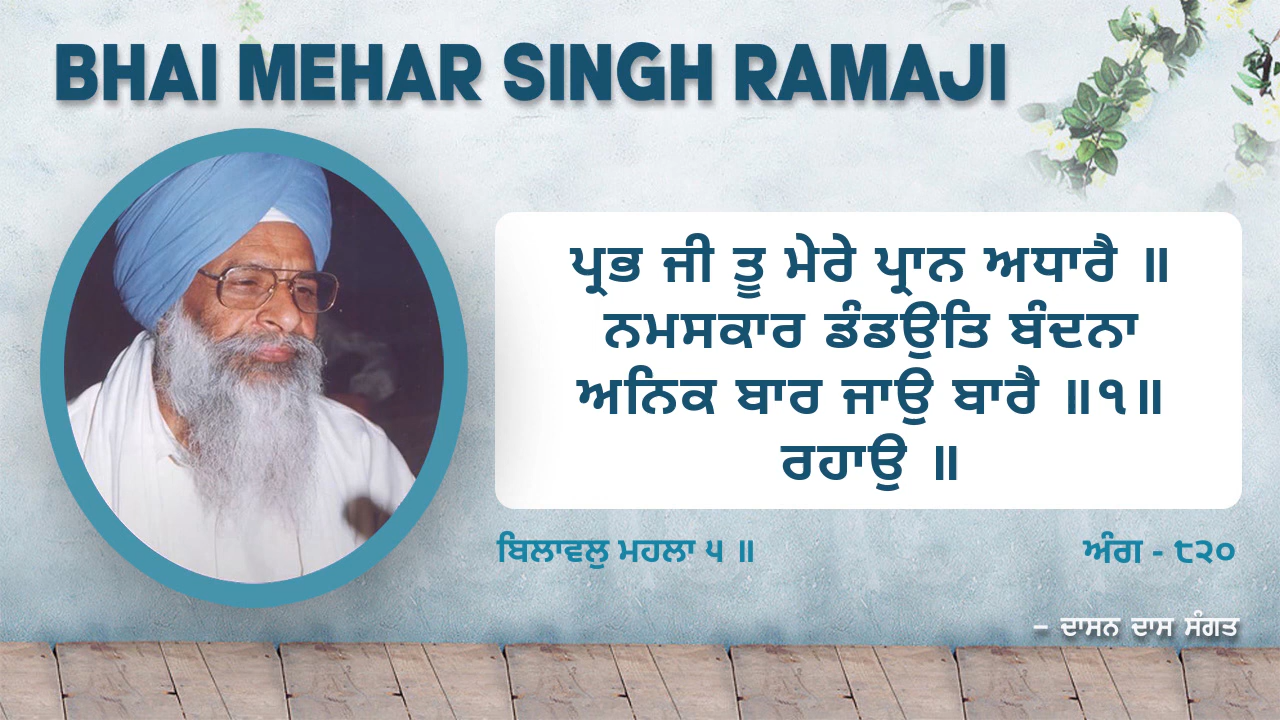 BHAI MEHAR SINGH RAMAJI
ਪ੍ਰਭ ਜੀ ਤੂ ਮੇਰੇ ਪ੍ਰਾਨ ਅਧਾਰੈ ॥
ਨਮਸਕਾਰ ਡੰਡਉਤਿ ਬੰਦਨਾ
ਅਨਿਕ ਬਾਰ ਜਾਉ ਬਾਰੈ ॥੧॥
ਰਹਾਉ ॥
ਬਿਲਾਵਲੁ ਮਹਲਾ ੫ ॥
ਅੰਗ - ੮੨੦
– ਦਾਸਨ ਦਾਸ ਸੰਗਤ